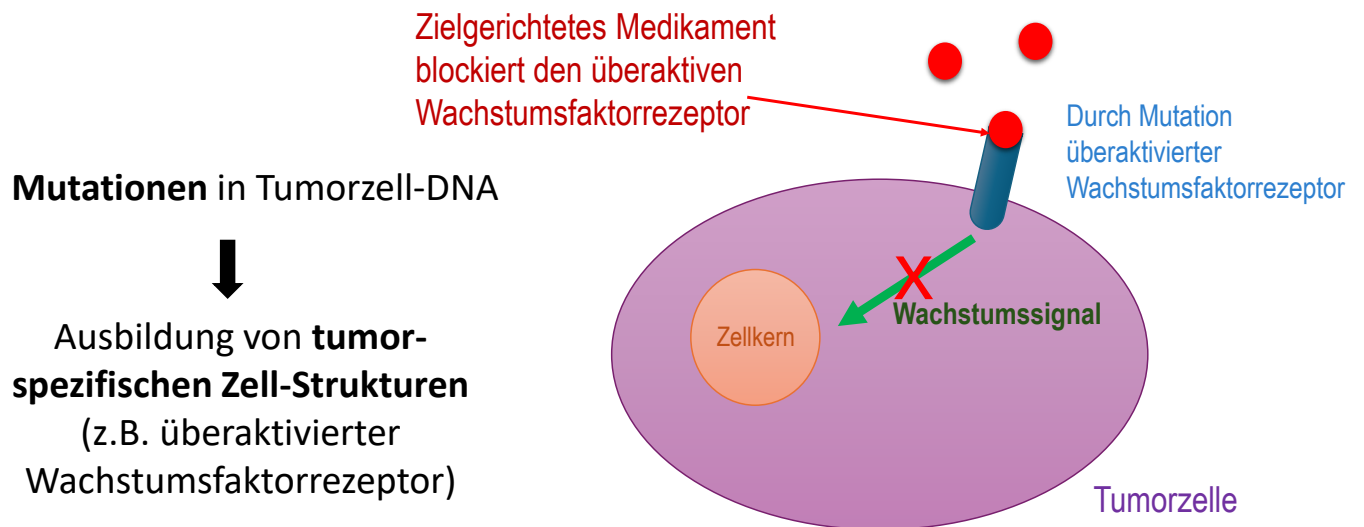 Zielgerichtetes Medikament
blockiert den überaktiven
Wachstumsfaktorrezeptor
Durch Mutation
überaktivierter
Wachstumsfaktorrezeptor
Mutationen in Tumorzell-DNA
Ausbildung von tumor-
spezifischen Zell-Strukturen
(z.B. überaktivierter
Wachstumsfaktorrezeptor)
X
Wachstumssignal
Zellkern
Tumorzelle